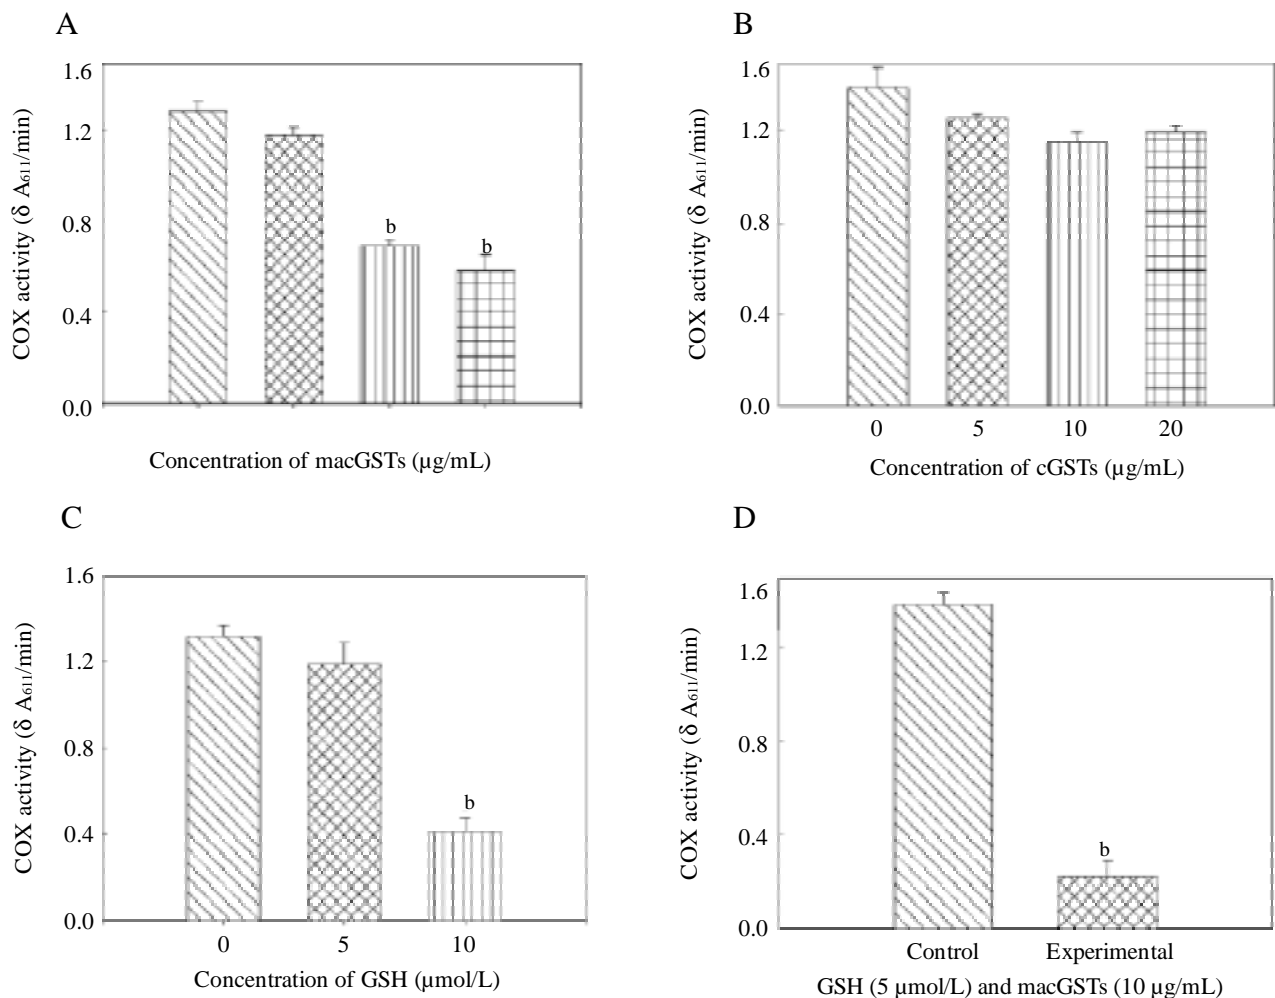 A
COX activity (δ A₆₁₁/min)
1.6
1.2
0.8
0.4
0.0
b
b
Concentration of macGSTs (µg/mL)
B
COX activity (δ A₆₁₁/min)
1.6
1.2
0.8
0.4
0.0
0 5 10 20
Concentration of cGSTs (µg/mL)
C
COX activity (δ A₆₁₁/min)
1.6
1.2
0.8
0.4
0.0
b
0 5 10
Concentration of GSH (µmol/L)
D
COX activity (δ A₆₁₁/min)
1.6
1.2
0.8
0.4
0.0
b
Control Experimental
GSH (5 µmol/L) and macGSTs (10 µg/mL)